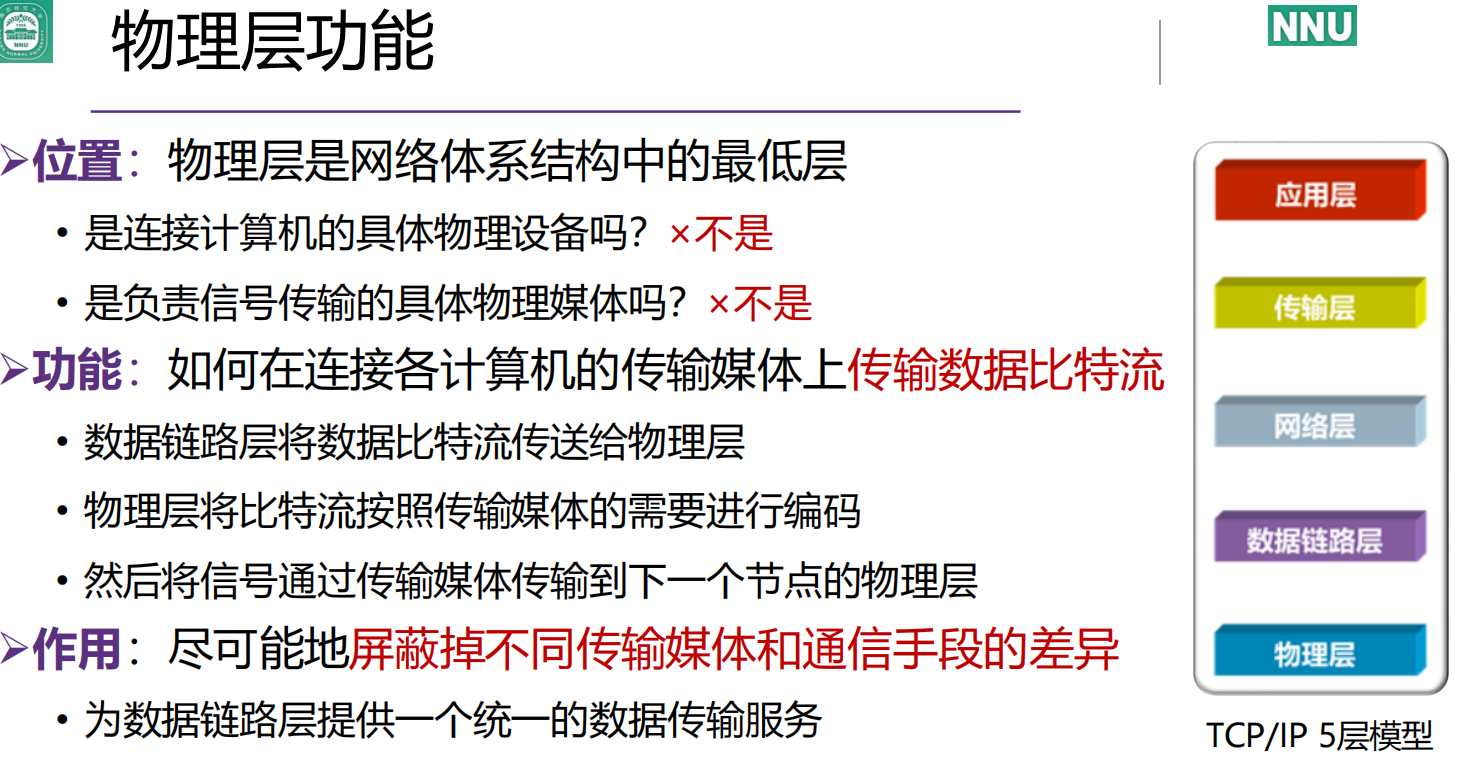 物理层功能
NNU
NNU
➢位置：物理层是网络体系结构中的最低层
• 是连接计算机的具体物理设备吗？×不是
• 是负责信号传输的具体物理媒体吗？×不是
➢功能：如何在连接各计算机的传输媒体上传输数据比特流
• 数据链路层将数据比特流传送给物理层
• 物理层将比特流按照传输媒体的需要进行编码
• 然后将信号通过传输媒体传输到下一个节点的物理层
➢作用：尽可能地屏蔽掉不同传输媒体和通信手段的差异
• 为数据链路层提供一个统一的数据传输服务
应用层
传输层
网络层
数据链路层
物理层
TCP/IP 5层模型